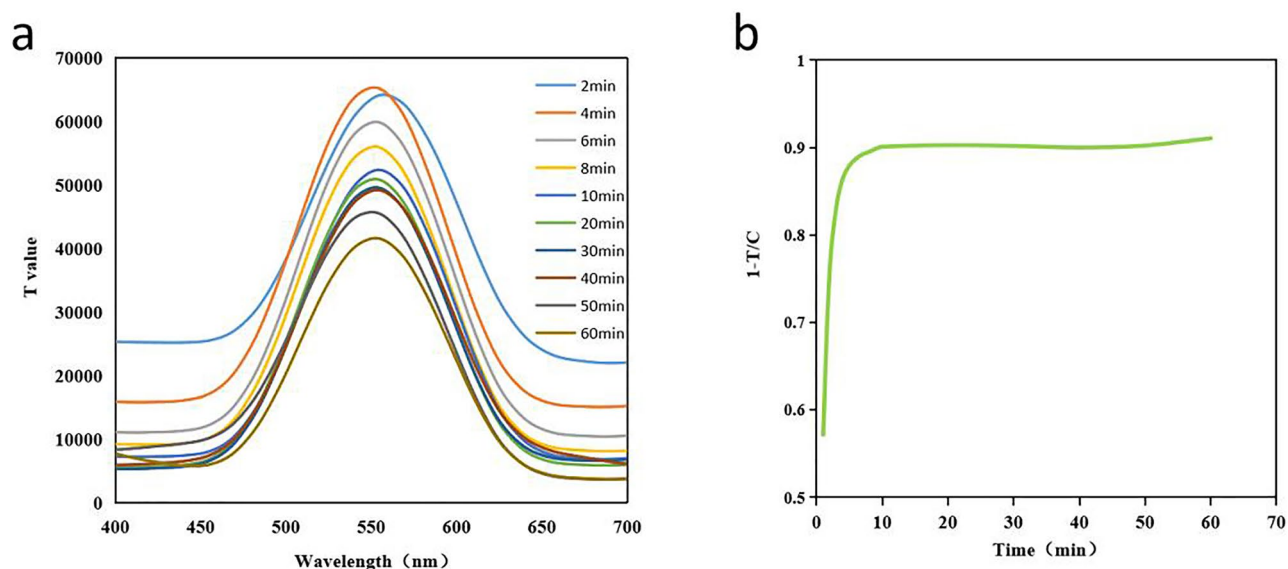 a
70000
60000
50000
40000
30000
20000
10000
0
T value
400
450
500
550
600
650
700
Wavelength（nm）
2min
4min
6min
8min
10min
20min
30min
40min
50min
60min
b
1
0.9
0.8
0.7
0.6
0.5
1-T/C
0
10
20
30
40
50
60
70
Time（min）